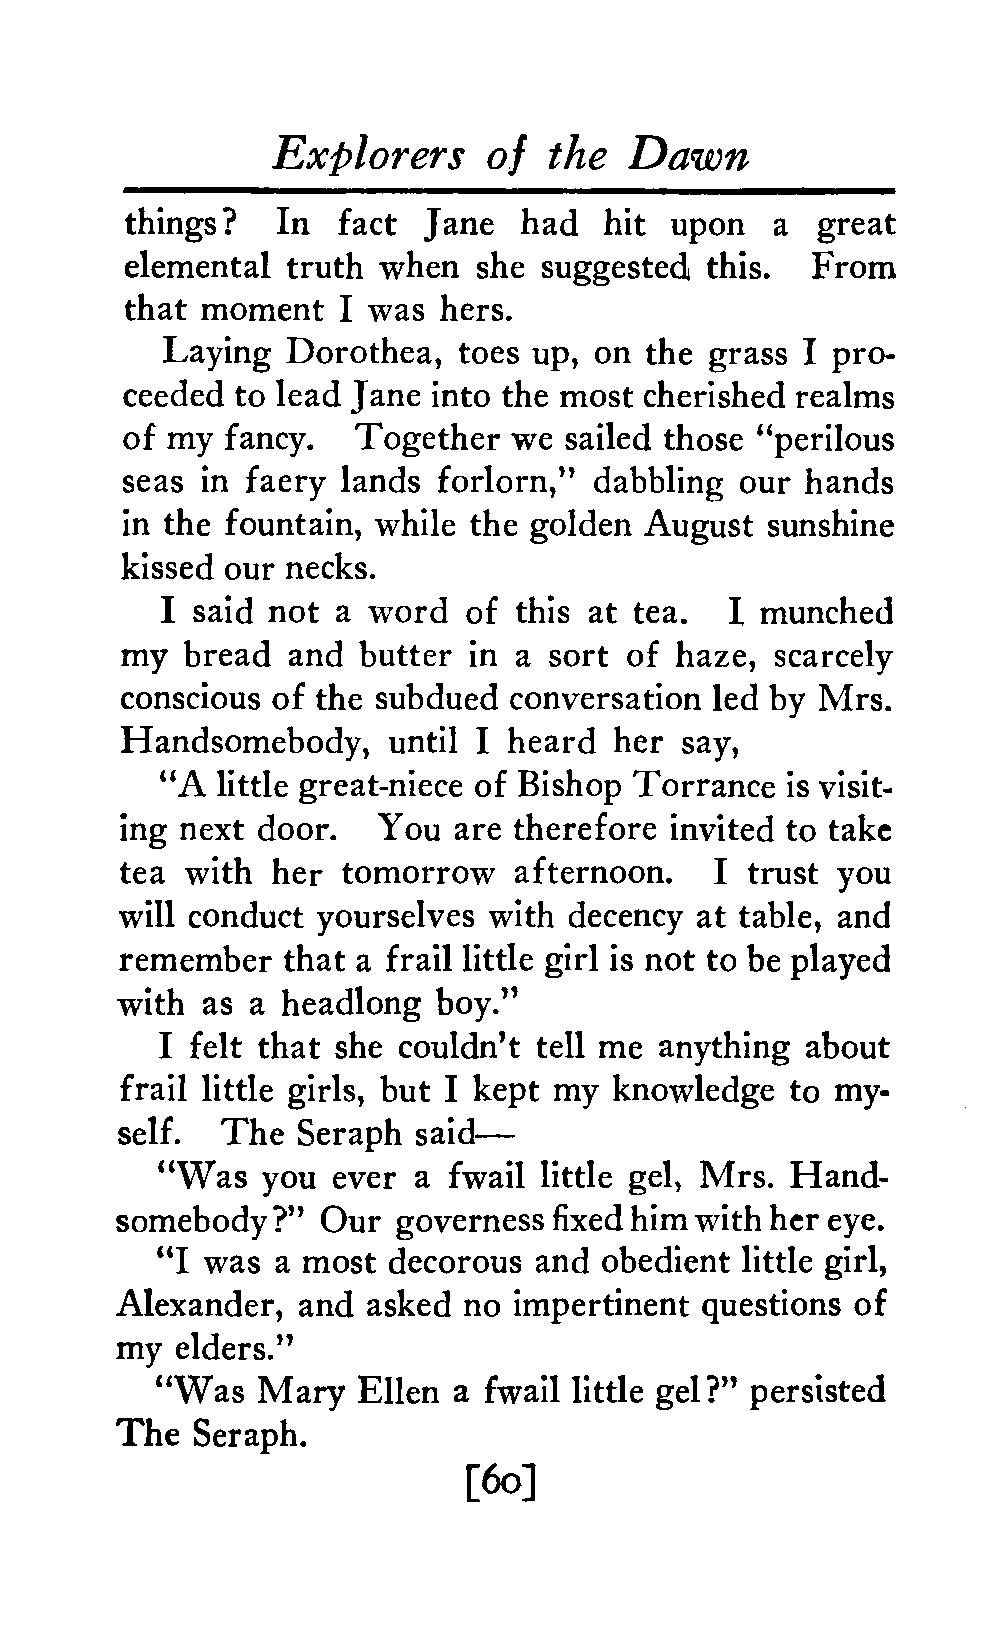 Explorers of the Dawn
things? In fact Jane had hit upon a great
elemental truth when she suggested this. From
that moment I was hers.
Laying Dorothea, toes up, on the grass I pro-
ceeded to lead Jane into the most cherished realms
of my fancy. Together we sailed those "perilous
seas in faery lands forlorn," dabbling our hands
in the fountain, while the golden August sunshine
kissed our necks.
I said not a word of this at tea. I munched
my bread and butter in a sort of haze, scarcely
conscious of the subdued conversation led by Mrs.
Handsomebody, until I heard her say,
"A little great-niece of Bishop Torrance is visit-
ing next door. You are therefore invited to take
tea with her tomorrow afternoon. I trust you
will conduct yourselves with decency at table, and
remember that a frail little girl is not to be played
with as a headlong boy."
I felt that she couldn't tell me anything about
frail little girls, but I kept my knowledge to my-
self. The Seraph said—
"Was you ever a fwail little gel, Mrs. Hand-
somebody?" Our governess fixed him with her eye.
"I was a most decorous and obedient little girl,
Alexander, and asked no impertinent questions of
my elders."
"Was Mary Ellen a fwail little gel?" persisted
The Seraph.
[60]